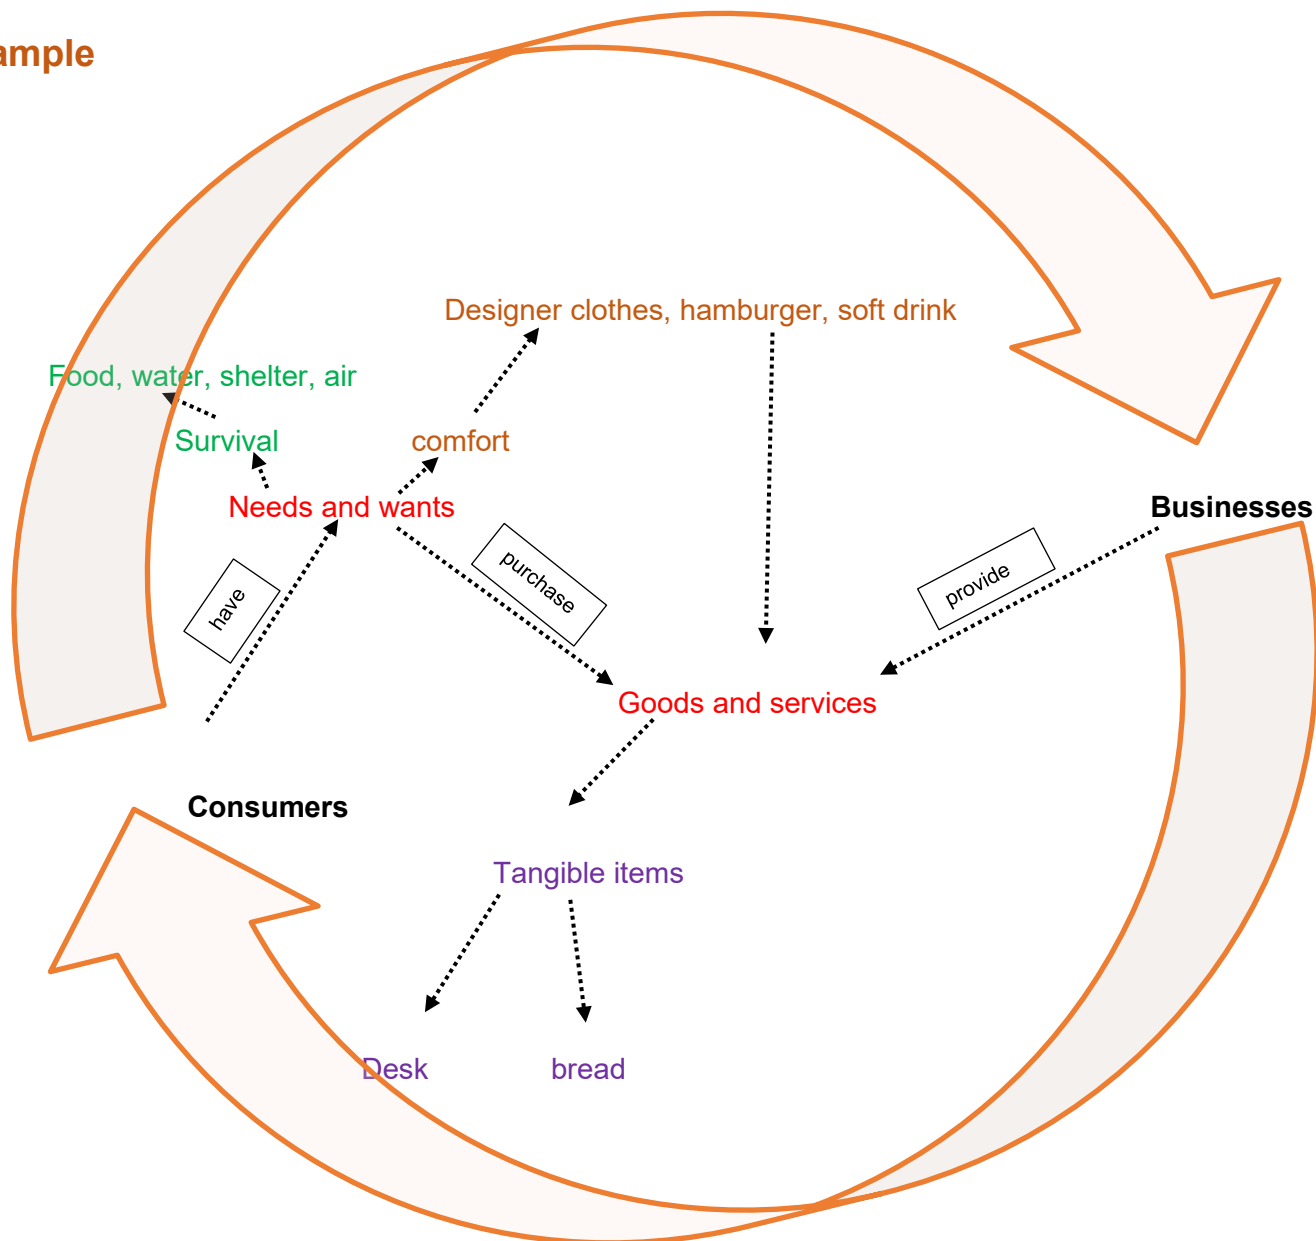 ample
Designer clothes, hamburger, soft drink
Food, water, shelter, air
Survival
comfort
Needs and wants
Businesses
have
purchase
provide
Goods and services
Consumers
Tangible items
Desk
bread